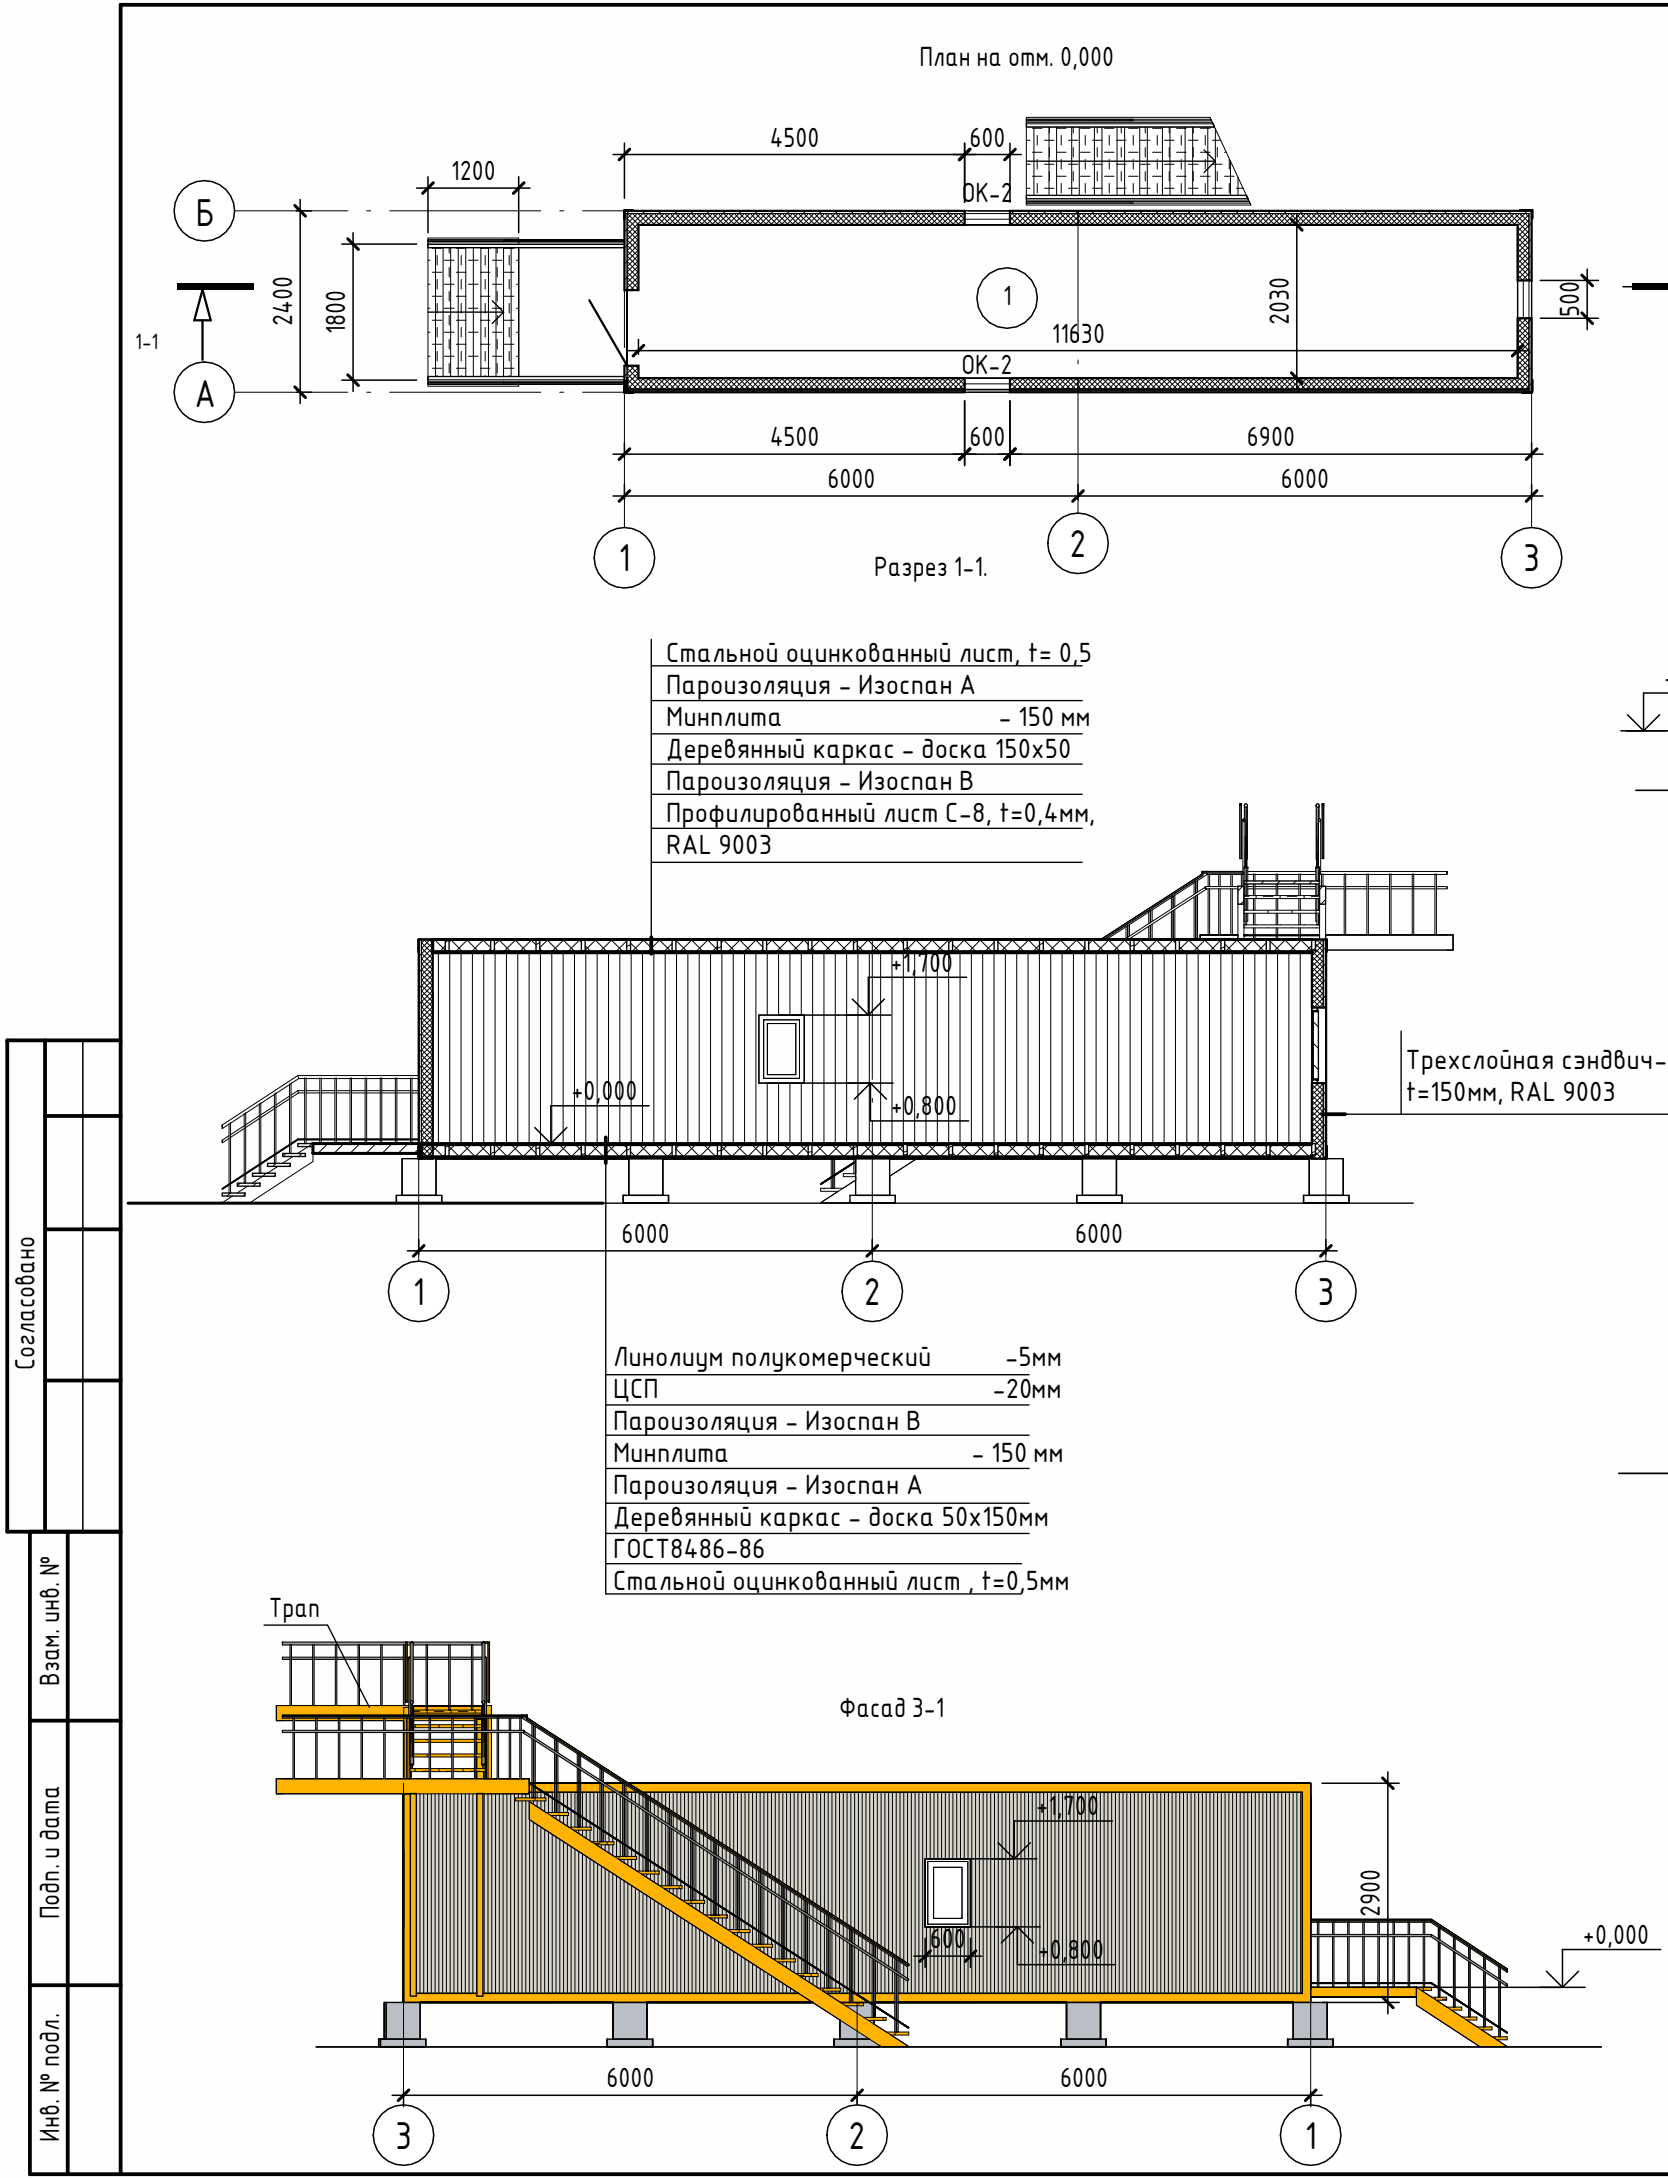 План на отм. 0,000
4500
600
1200
ОК-2
Б
2400
1800
1
2030
500
11630
1-1
ОК-2
А
4500
600
6900
6000
6000
1
2
3
Разрез 1-1.
Стальной оцинкованный лист, t= 0,5
Пароизоляция - Изоспан А
Минплита - 150 мм
Деревянный каркас - доска 150х50
Пароизоляция - Изоспан В
Профилированный лист С-8, t=0,4мм,
RAL 9003
+1,700
+0,000
+0,800
Трехслойная сэндвич-
t=150мм, RAL 9003
6000
6000
1
2
3
Линолиум полукомерческий -5мм
ЦСП -20мм
Пароизоляция - Изоспан В
Минплита - 150 мм
Пароизоляция - Изоспан А
Деревянный каркас - доска 50х150мм
ГОСТ8486-86
Стальной оцинкованный лист , t=0,5мм
Трап
Фасад 3-1
+1,700
600
+0,800
2900
+0,000
6000
6000
3
2
1
Согласовано
Взам. инв. №
Подп. и дата
Инв. № подл.